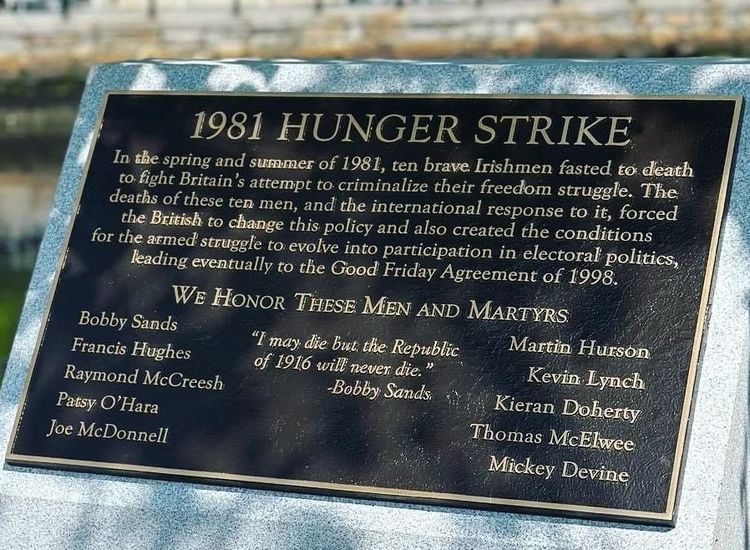 1981 HUNGER STRIKE
In the spring and summer of 1981, ten brave Irishmen fasted to death
to fight Britain's attempt to criminalize their freedom struggle. The
deaths of these ten men, and the international response to it, forced
the British to change this policy and also created the conditions
for the armed struggle to evolve into participation in electoral politics,
leading eventually to the Good Friday Agreement of 1998.
WE HONOR THESE MEN AND MARTYRS
Bobby Sands
Francis Hughes
Raymond McCreesh
Patsy O'Hara
Joe McDonnell
"I may die but the Republic
of 1916 will never die."
-Bobby Sands
Martin Hurson
Kevin Lynch
Kieran Doherty
Thomas McElwee
Mickey Devine